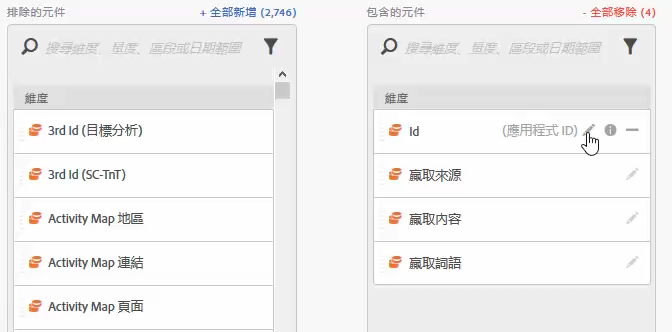 排除的元件
+ 全部新增 (2,746)
搜尋維度、量度、區段或日期範圍
維度
3rd Id (目標分析)
3rd Id (SC-TnT)
Activity Map 地區
Activity Map 連結
Activity Map 頁面
包含的元件
- 全部移除 (4)
搜尋維度、量度、區段或日期範圍
維度
Id (應用程式 ID)
贏取來源
贏取內容
贏取詞語